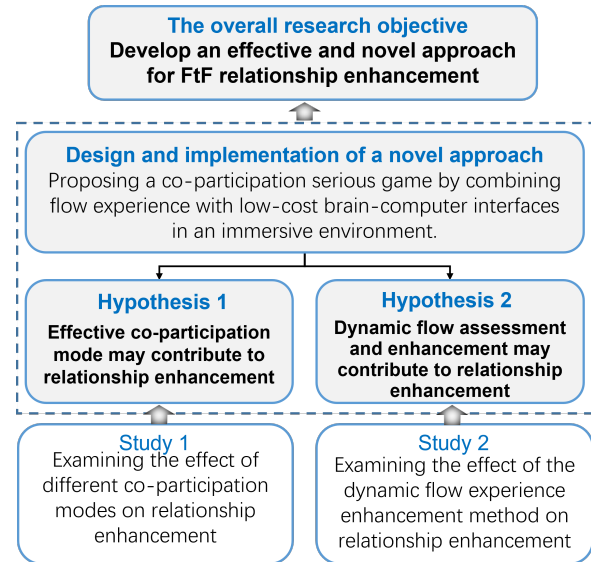 The overall research objective
Develop an effective and novel approach
for FtF relationship enhancement
Design and implementation of a novel approach
Proposing a co-participation serious game by combining
flow experience with low-cost brain-computer interfaces
in an immersive environment.
Hypothesis 1
Effective co-participation
mode may contribute to
relationship enhancement
Hypothesis 2
Dynamic flow assessment
and enhancement may
contribute to relationship
enhancement
Study 1
Examining the effect of
different co-participation
modes on relationship
enhancement
Study 2
Examining the effect of the
dynamic flow experience
enhancement method on
relationship enhancement